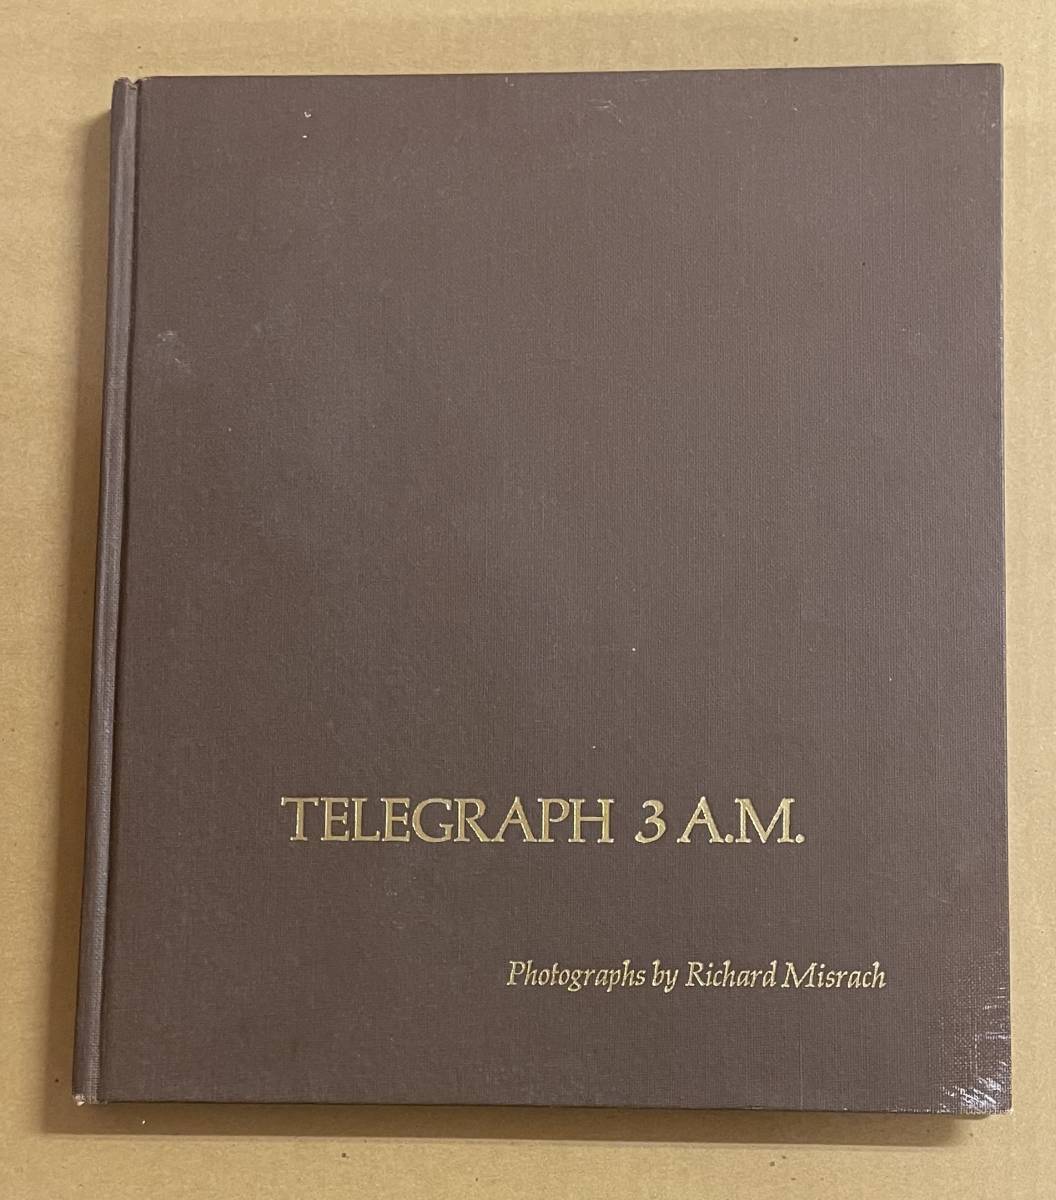 TELEGRAPH 3 A.M.
Photographs by Richard Misrach